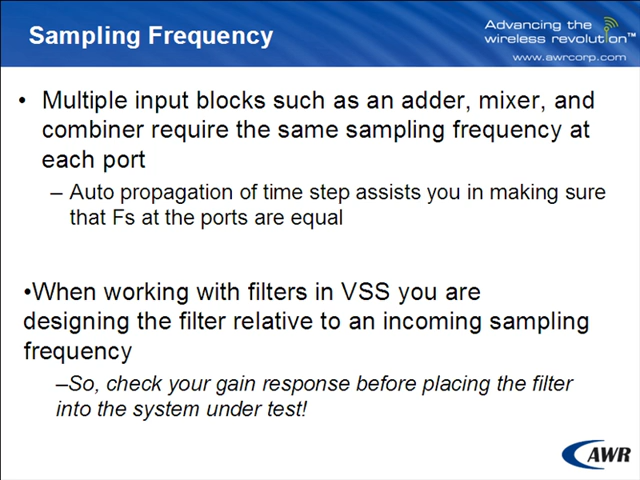 Sampling Frequency
Advancing the
wireless revolution™
www.awrcorp.com
• Multiple input blocks such as an adder, mixer, and
combiner require the same sampling frequency at
each port
– Auto propagation of time step assists you in making sure
that Fs at the ports are equal
•When working with filters in VSS you are
designing the filter relative to an incoming sampling
frequency
–So, check your gain response before placing the filter
into the system under test!
AWR